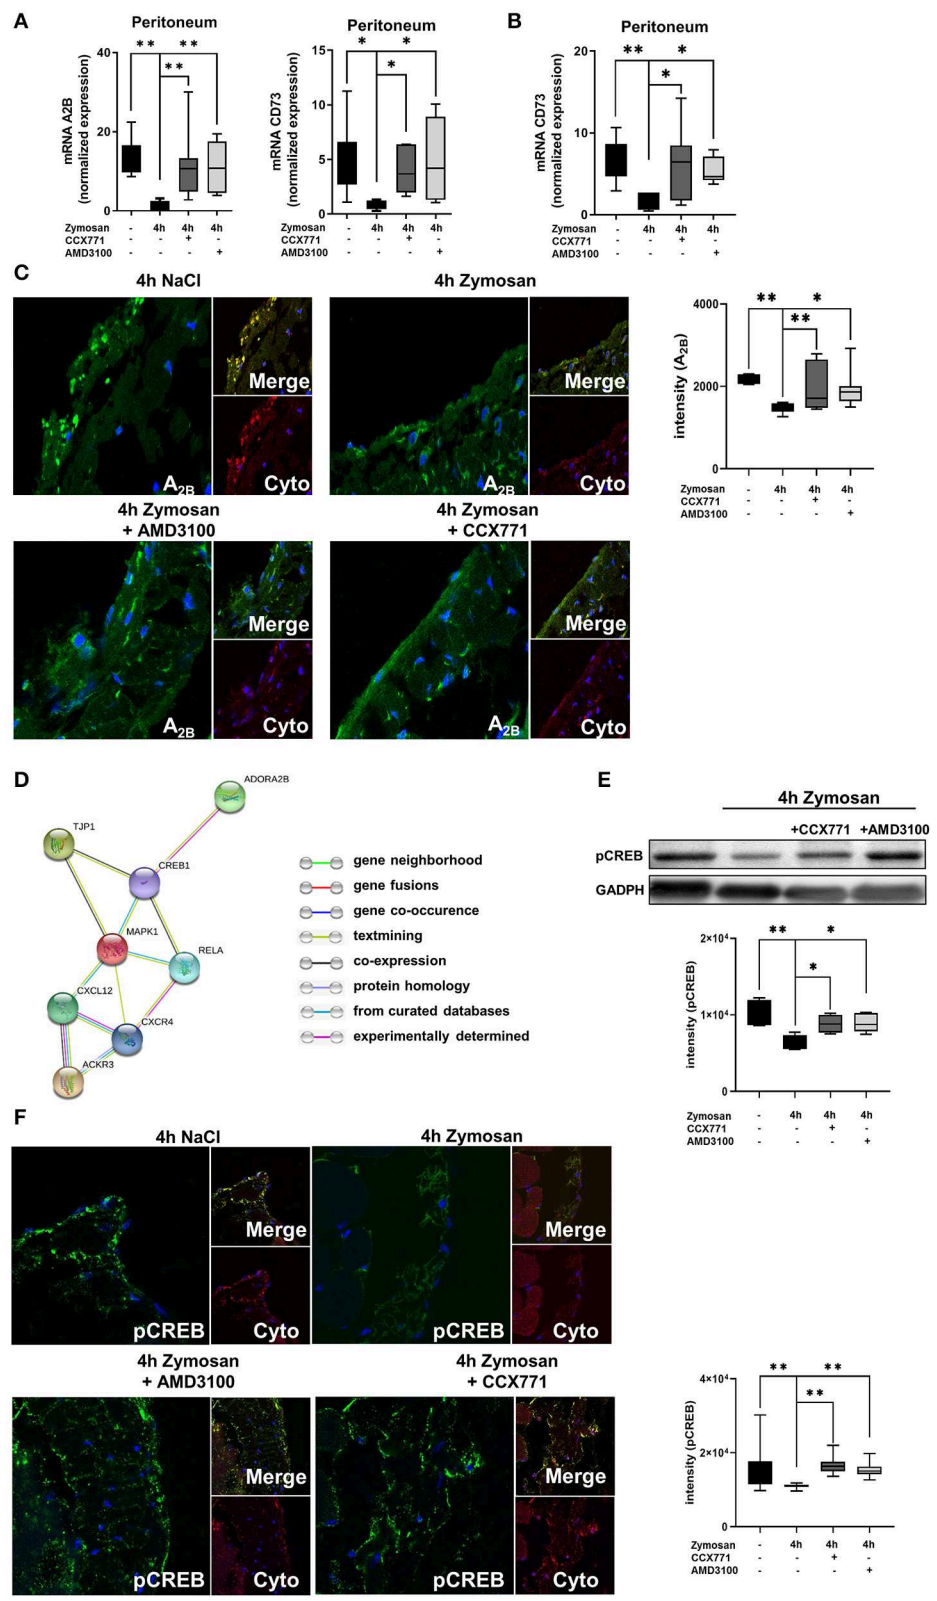 A
Peritoneum
mRNA A2B
(normalized expression)
40
20
0
** **
**
Zymosan - 4h 4h 4h
CCX771 - - + -
AMD3100 - - - +
Peritoneum
mRNA CD73
(normalized expression)
15
10
5
0
* *
*
Zymosan - 4h 4h 4h
CCX771 - - + -
AMD3100 - - - +
B
Peritoneum
mRNA CD73
(normalized expression)
20
10
0
** *
*
Zymosan - 4h 4h 4h
CCX771 - - + -
AMD3100 - - - +
C
4h NaCl
A2B
Merge
Cyto
4h Zymosan
A2B
Merge
Cyto
4h Zymosan
+ AMD3100
A2B
Merge
Cyto
4h Zymosan
+ CCX771
A2B
Merge
Cyto
intensity (A2B)
4000
2000
0
** *
**
Zymosan - 4h 4h 4h
CCX771 - - + -
AMD3100 - - - +
D
ADORA2B
TJP1
CREB1
MAPK1
RELA
CXCL12
CXCR4
ACKR3
gene neighborhood
gene fusions
gene co-occurence
textmining
co-expression
protein homology
from curated databases
experimentally determined
E
4h Zymosan
+CCX771 +AMD3100
pCREB
GADPH
intensity (pCREB)
2×10⁴
1×10⁴
0
** *
*
Zymosan - 4h 4h 4h
CCX771 - - + -
AMD3100 - - - +
F
4h NaCl
pCREB
Merge
Cyto
4h Zymosan
pCREB
Merge
Cyto
4h Zymosan
+ AMD3100
pCREB
Merge
Cyto
4h Zymosan
+ CCX771
pCREB
Merge
Cyto
intensity (pCREB)
4×10⁴
2×10⁴
0
** **
**
Zymosan - 4h 4h 4h
CCX771 - - + -
AMD3100 - - - +